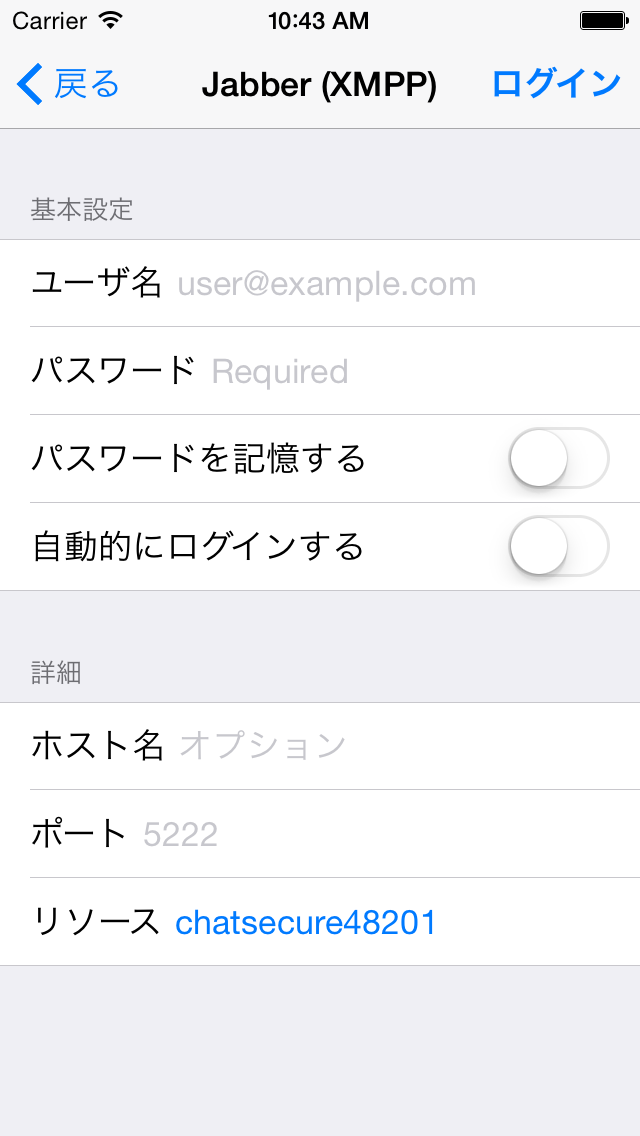 Carrier 10:43 AM
戻る Jabber (XMPP) ログイン
基本設定
ユーザ名 user@example.com
パスワード Required
パスワードを記憶する
自動的にログインする
詳細
ホスト名 オプション
ポート 5222
リソース chatsecure48201